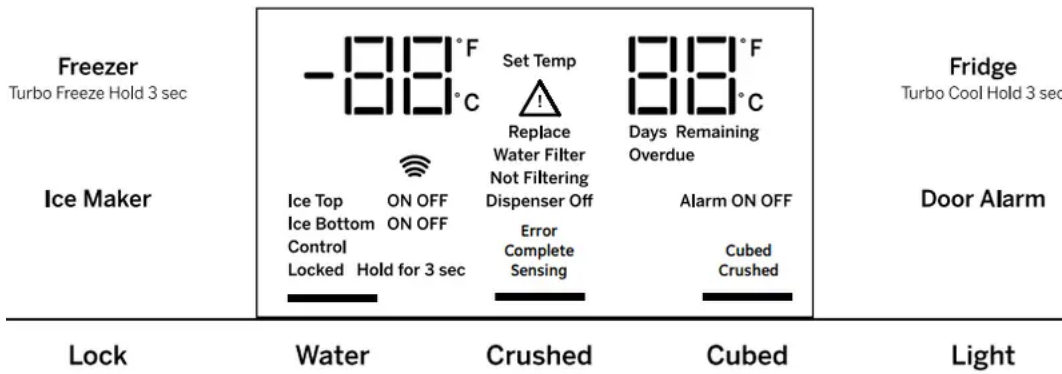 Freezer
Turbo Freeze Hold 3 sec
Ice Maker
-88 °F °C
Set Temp
!
88 °F °C
Replace
Water Filter
Not Filtering
Dispenser Off
Days Remaining
Overdue
Ice Top ON OFF
Ice Bottom ON OFF
Control
Locked Hold for 3 sec
Error
Complete
Sensing
Alarm ON OFF
Cubed
Crushed
Fridge
Turbo Cool Hold 3 sec
Door Alarm
Lock Water Crushed Cubed Light